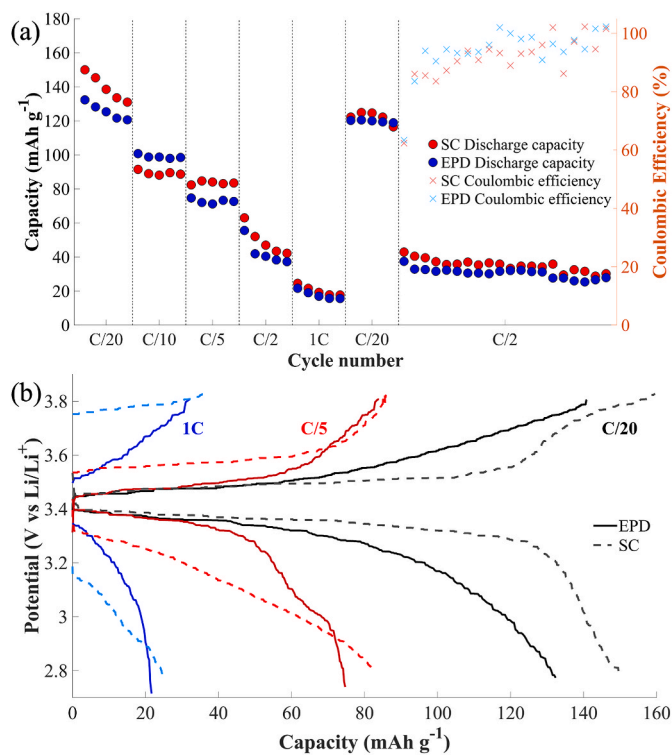 (a)
180
160
140
120
100
80
60
40
20
0
Capacity (mAh g-1)
100
80
60
40
20
0
Coulombic Efficiency (%)
SC Discharge capacity
EPD Discharge capacity
SC Coulombic efficiency
EPD Coulombic efficiency
C/20 C/10 C/5 C/2 1C C/20 C/2
Cycle number
(b)
3.8
3.6
3.4
3.2
3
2.8
Potential (V vs Li/Li+)
1C C/5 C/20
EPD
SC
0 20 40 60 80 100 120 140 160
Capacity (mAh g-1)